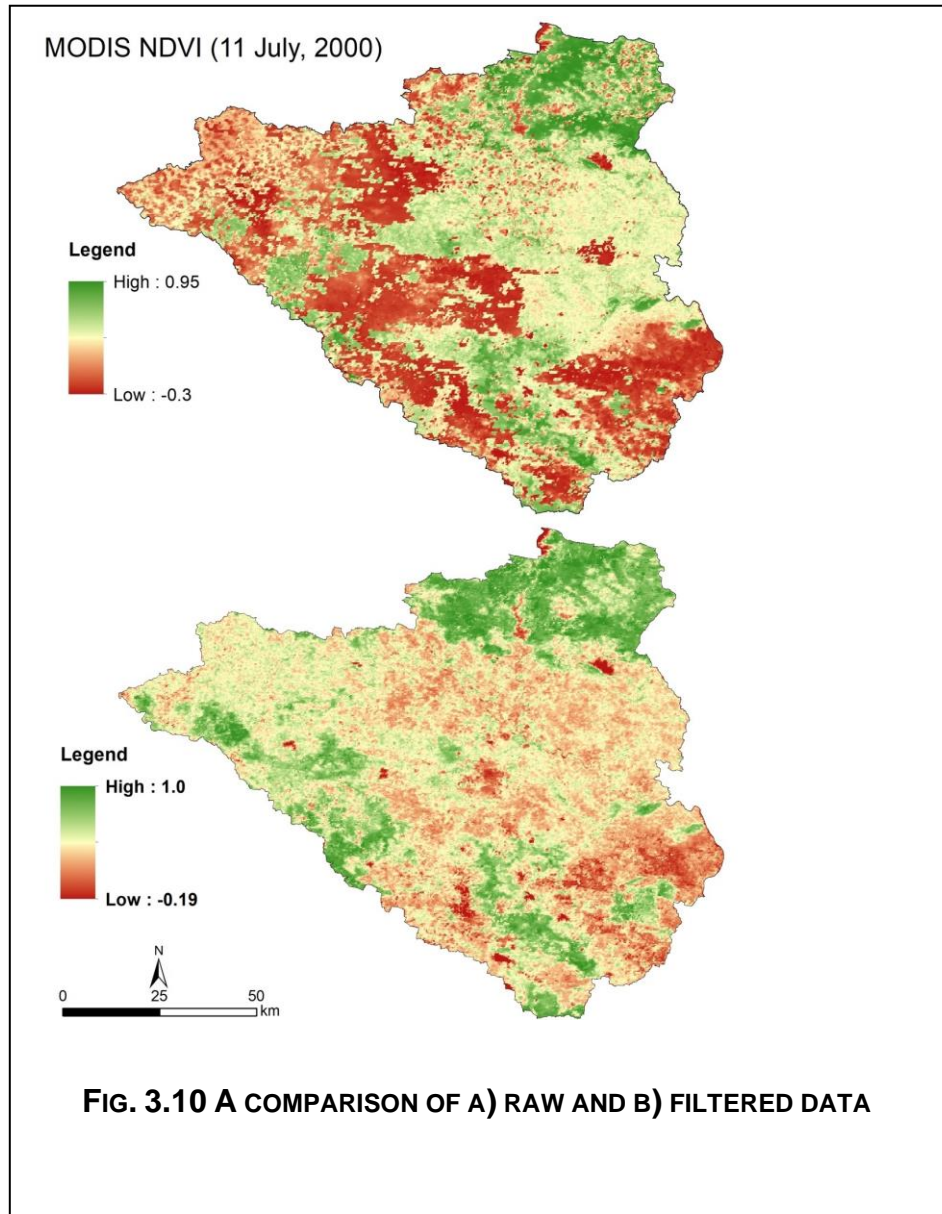 MODIS NDVI (11 July, 2000)
Legend
High : 0.95
Low : -0.3
Legend
High : 1.0
Low : -0.19
N
0 25 50
km
FIG. 3.10 A COMPARISON OF A) RAW AND B) FILTERED DATA